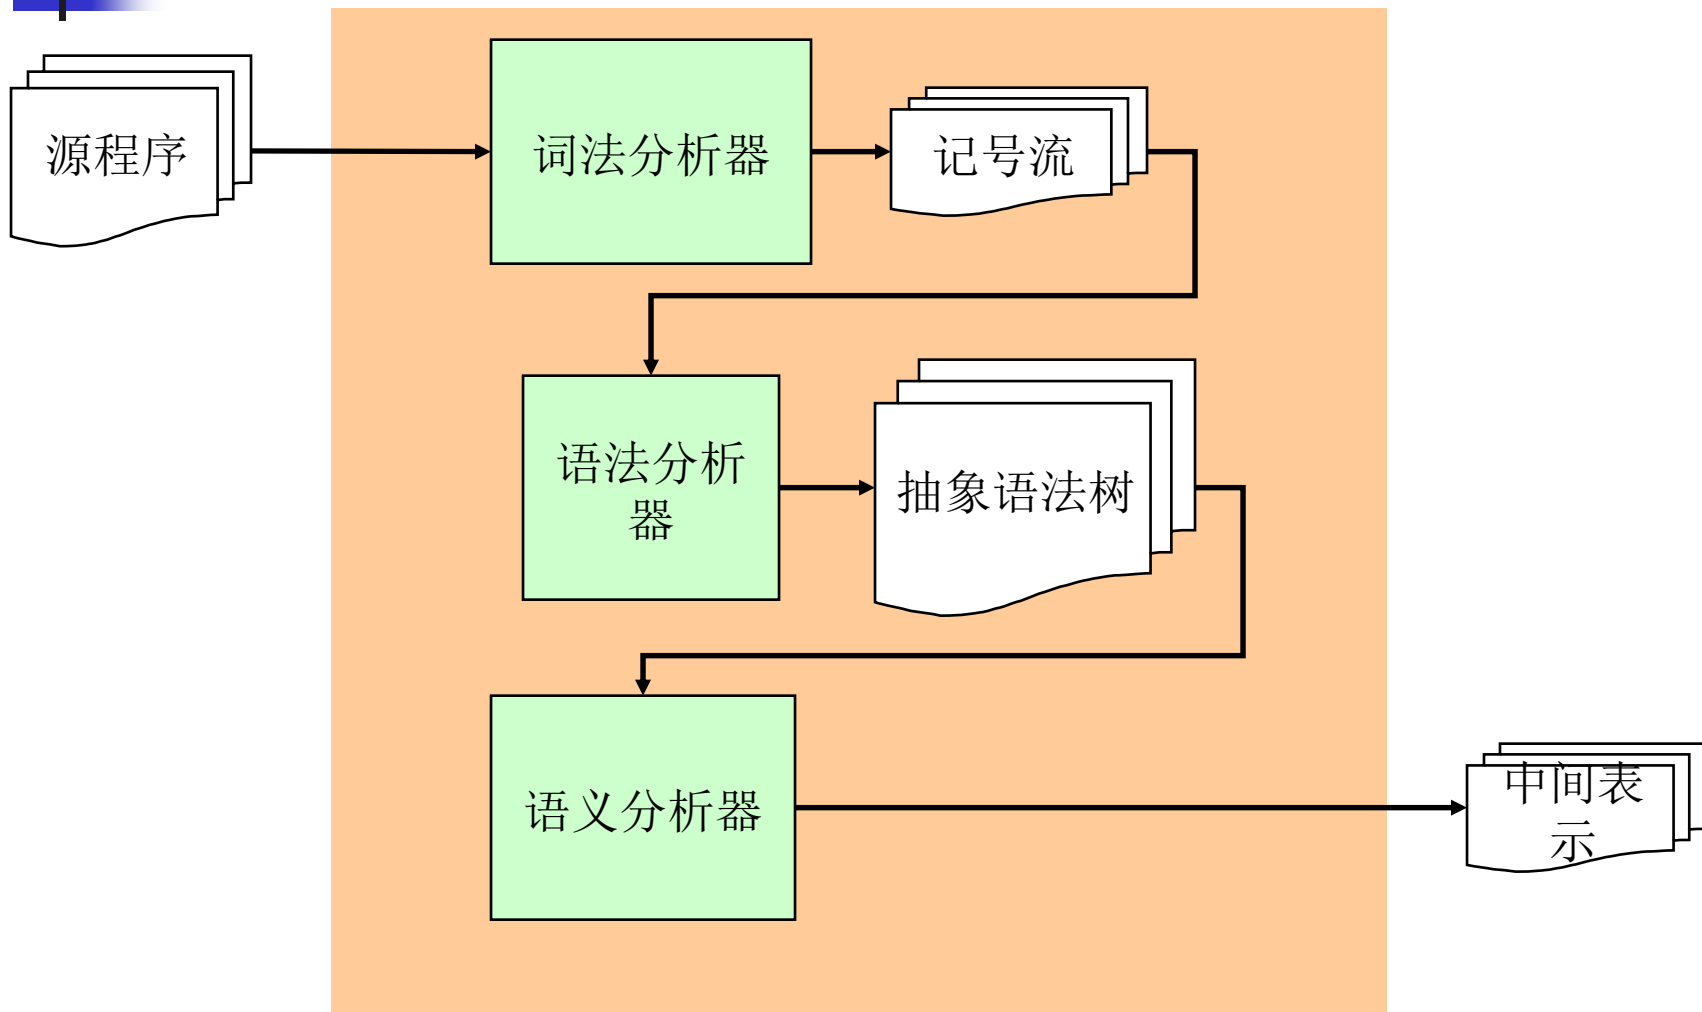 源程序
词法分析器
记号流
语法分析
器
抽象语法树
语义分析器
中间表
示